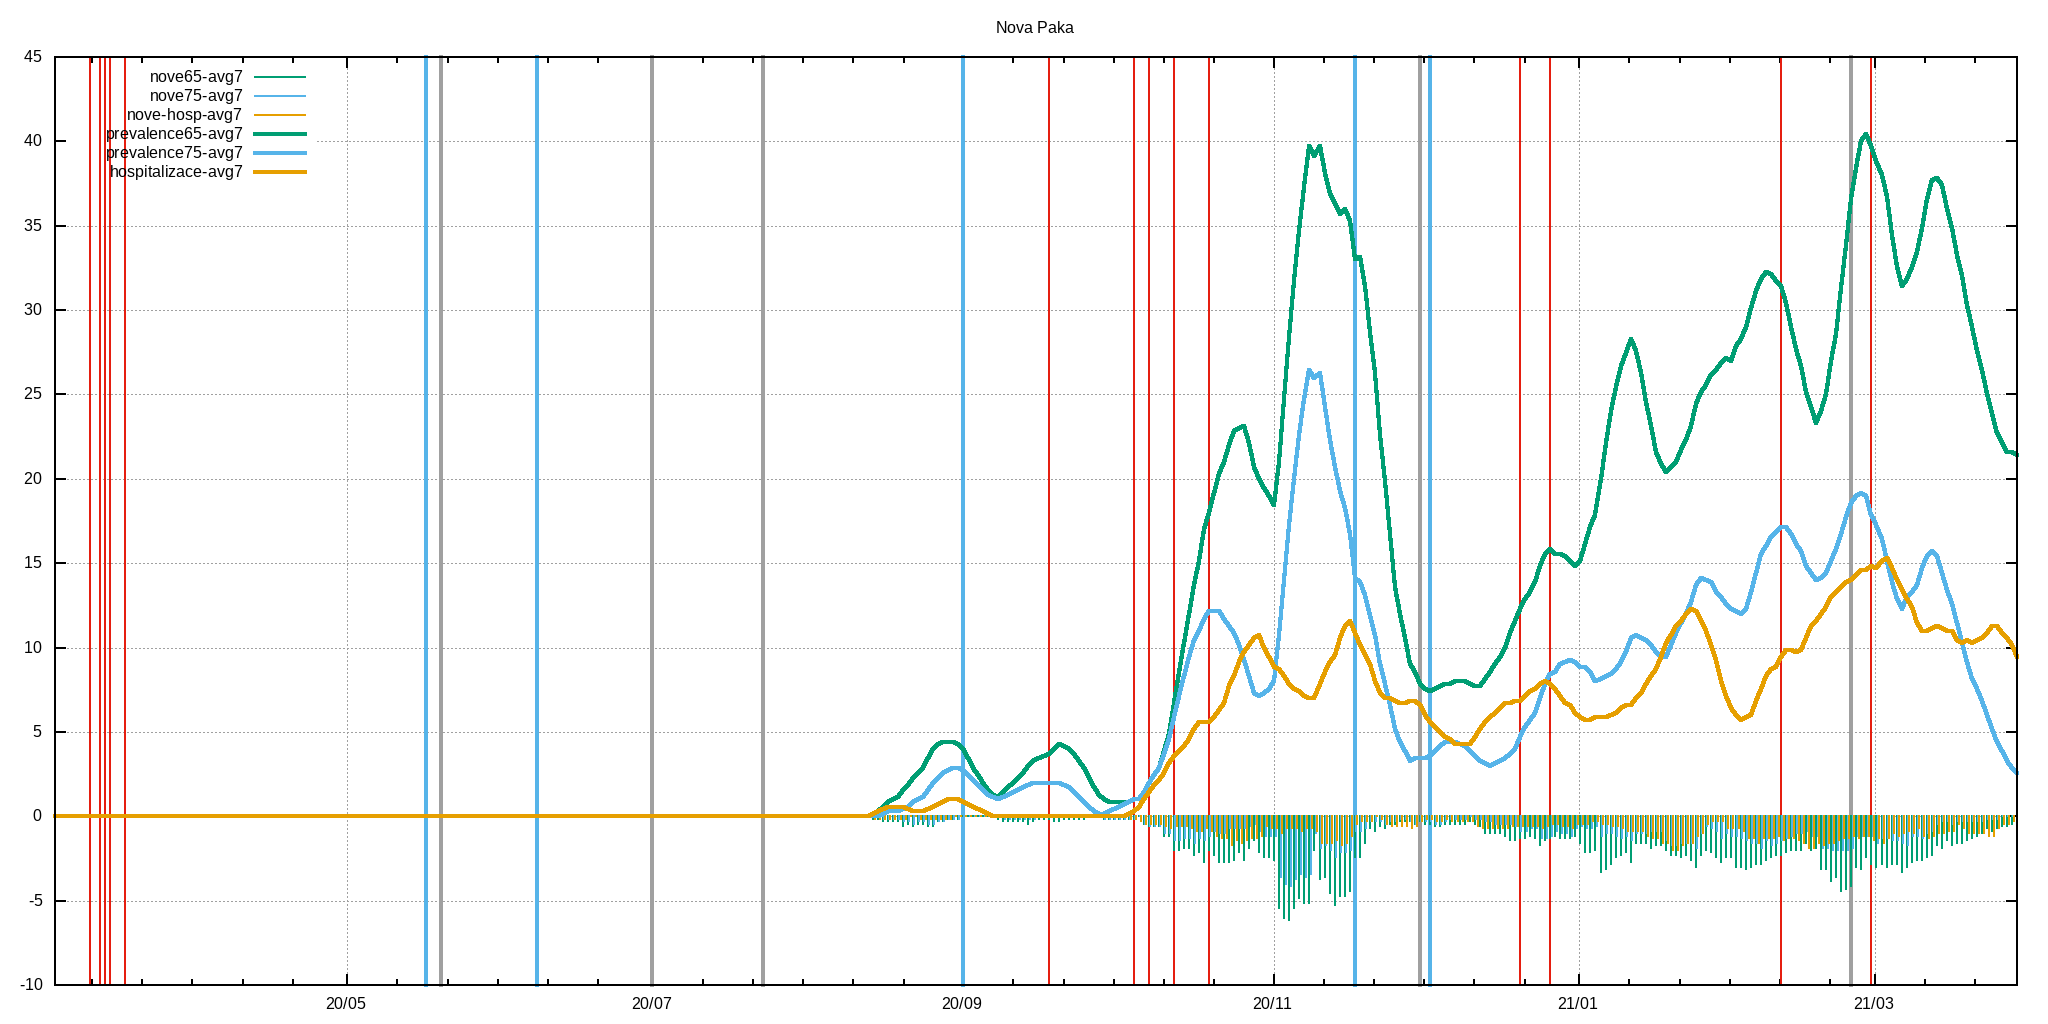 Nova Paka
45
40
35
30
25
20
15
10
5
0
-5
-10
nove65-avg7
nove75-avg7
nove-hosp-avg7
prevalence65-avg7
prevalence75-avg7
hospitalizace-avg7
20/05 20/07 20/09 20/11 21/01 21/03